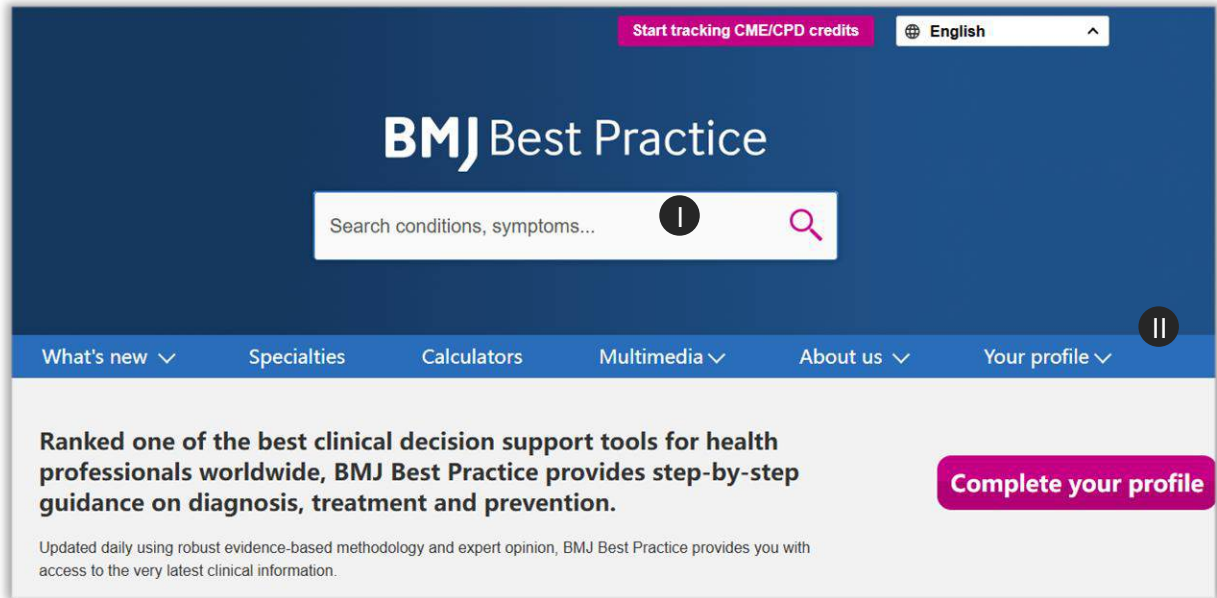 Start tracking CME/CPD credits
English
BMJ Best Practice
Search conditions, symptoms...
I
II
What's new
Specialties
Calculators
Multimedia
About us
Your profile
Ranked one of the best clinical decision support tools for health
professionals worldwide, BMJ Best Practice provides step-by-step
guidance on diagnosis, treatment and prevention.
Complete your profile
Updated daily using robust evidence-based methodology and expert opinion, BMJ Best Practice provides you with
access to the very latest clinical information.